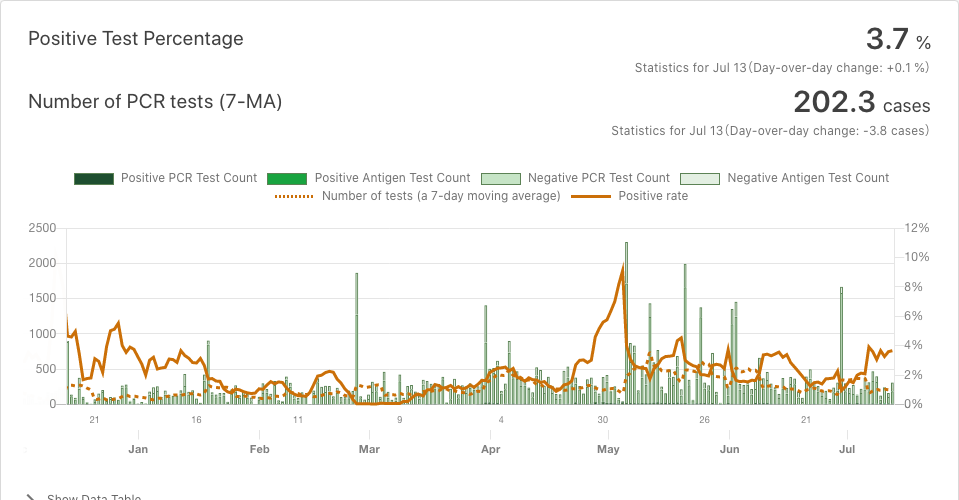 Positive Test Percentage
3.7 %
Statistics for Jul 13(Day-over-day change: +0.1 %)
Number of PCR tests (7-MA)
202.3 cases
Statistics for Jul 13(Day-over-day change: -3.8 cases)
Positive PCR Test Count Positive Antigen Test Count Negative PCR Test Count Negative Antigen Test Count
Number of tests (a 7-day moving average) Positive rate
2500 12%
10%
2000
8%
1500
6%
1000
4%
500
2%
0 0%
21 16 11 9 4 30 26 21
Jan Feb Mar Apr May Jun Jul
Show Data Table